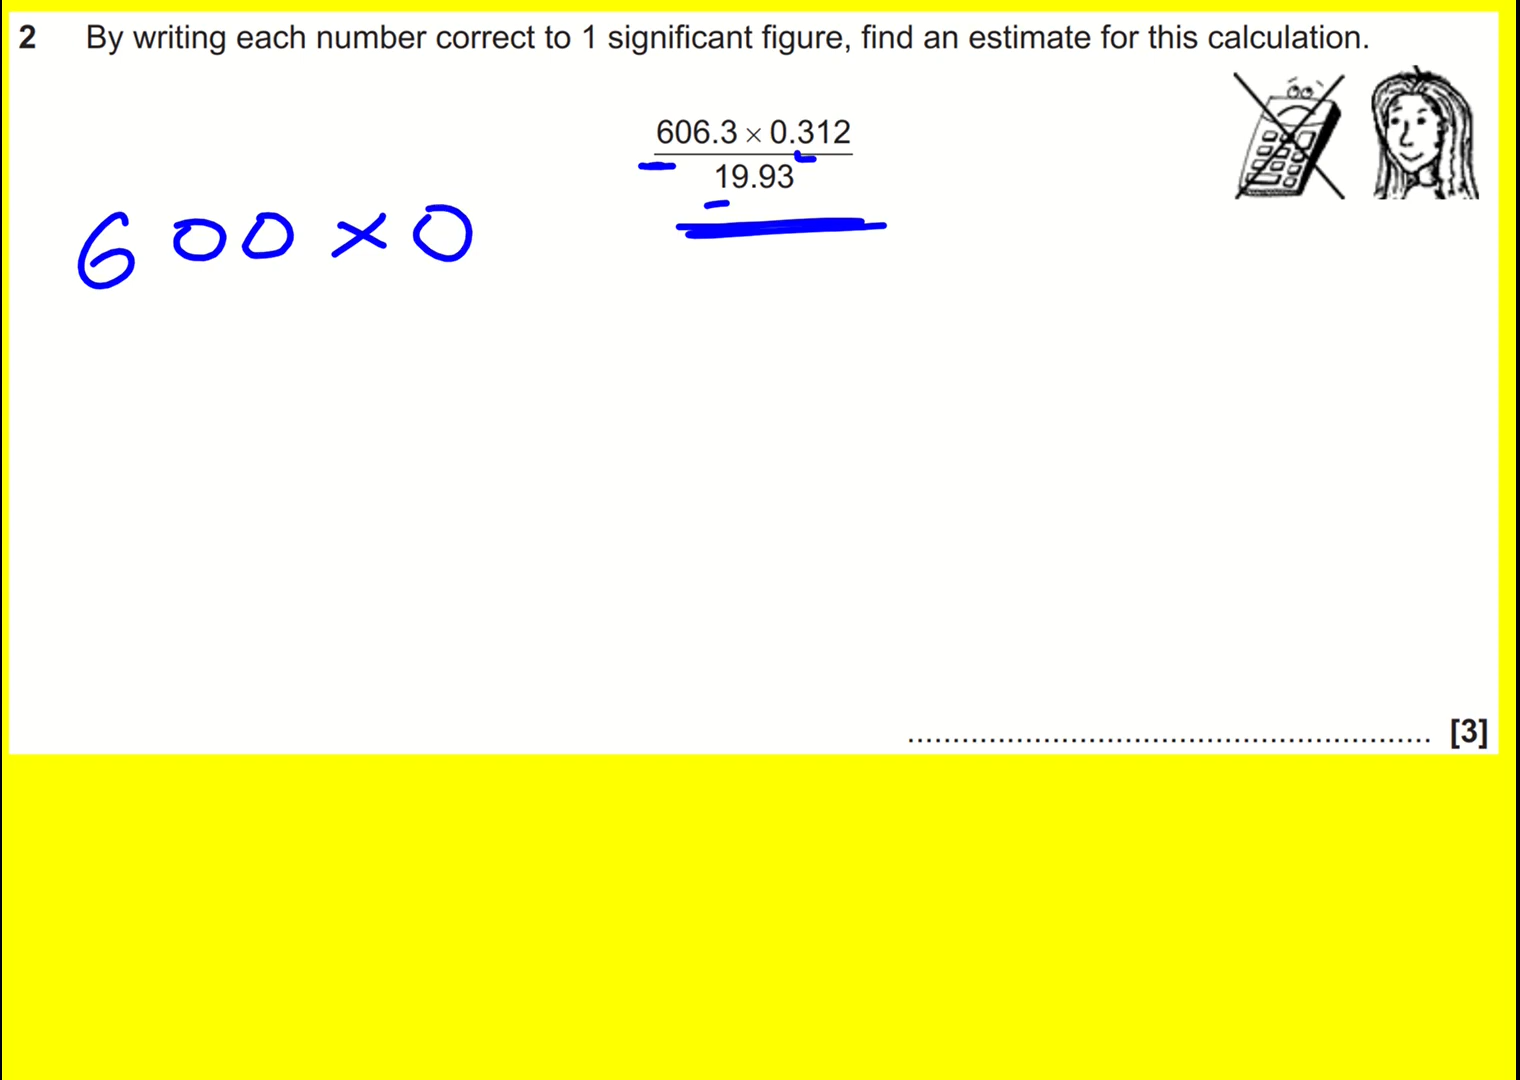 2 By writing each number correct to 1 significant figure, find an estimate for this calculation.
606.3 × 0.312
19.93
600 × 0
.......................................................... [3]